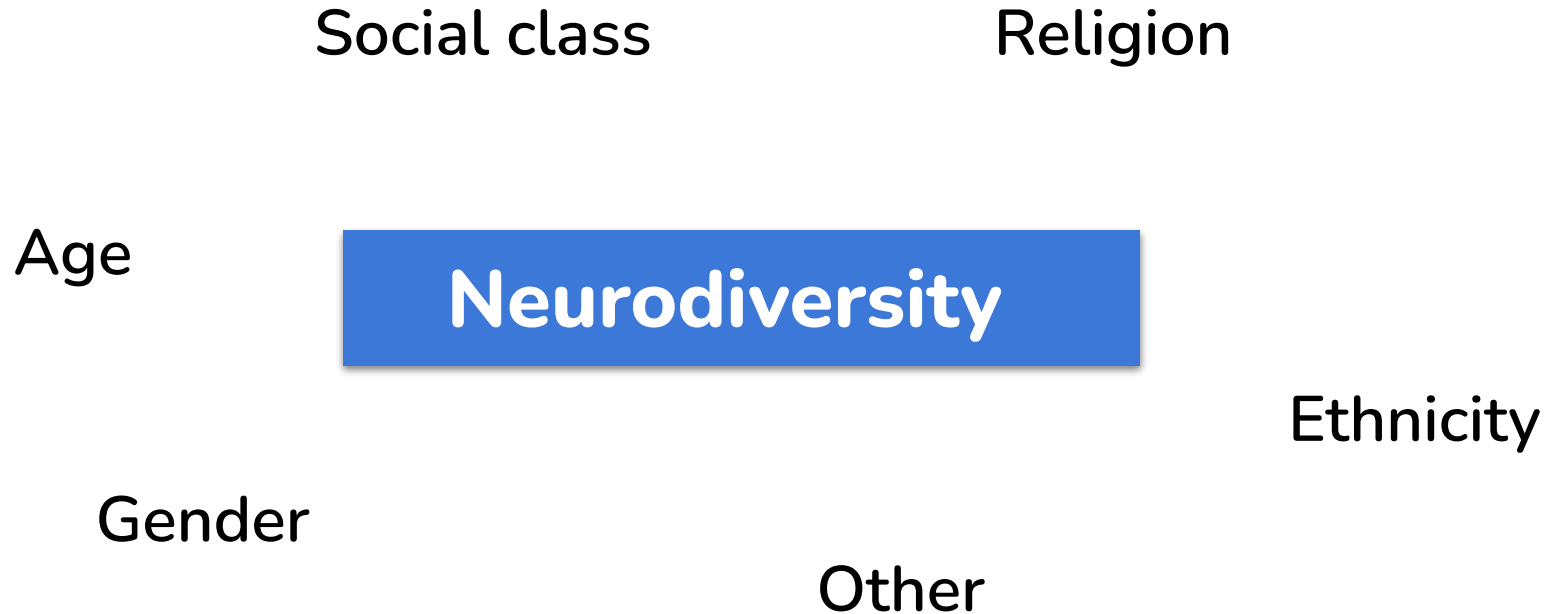 Social class
Religion
Age
Neurodiversity
Ethnicity
Gender
Other